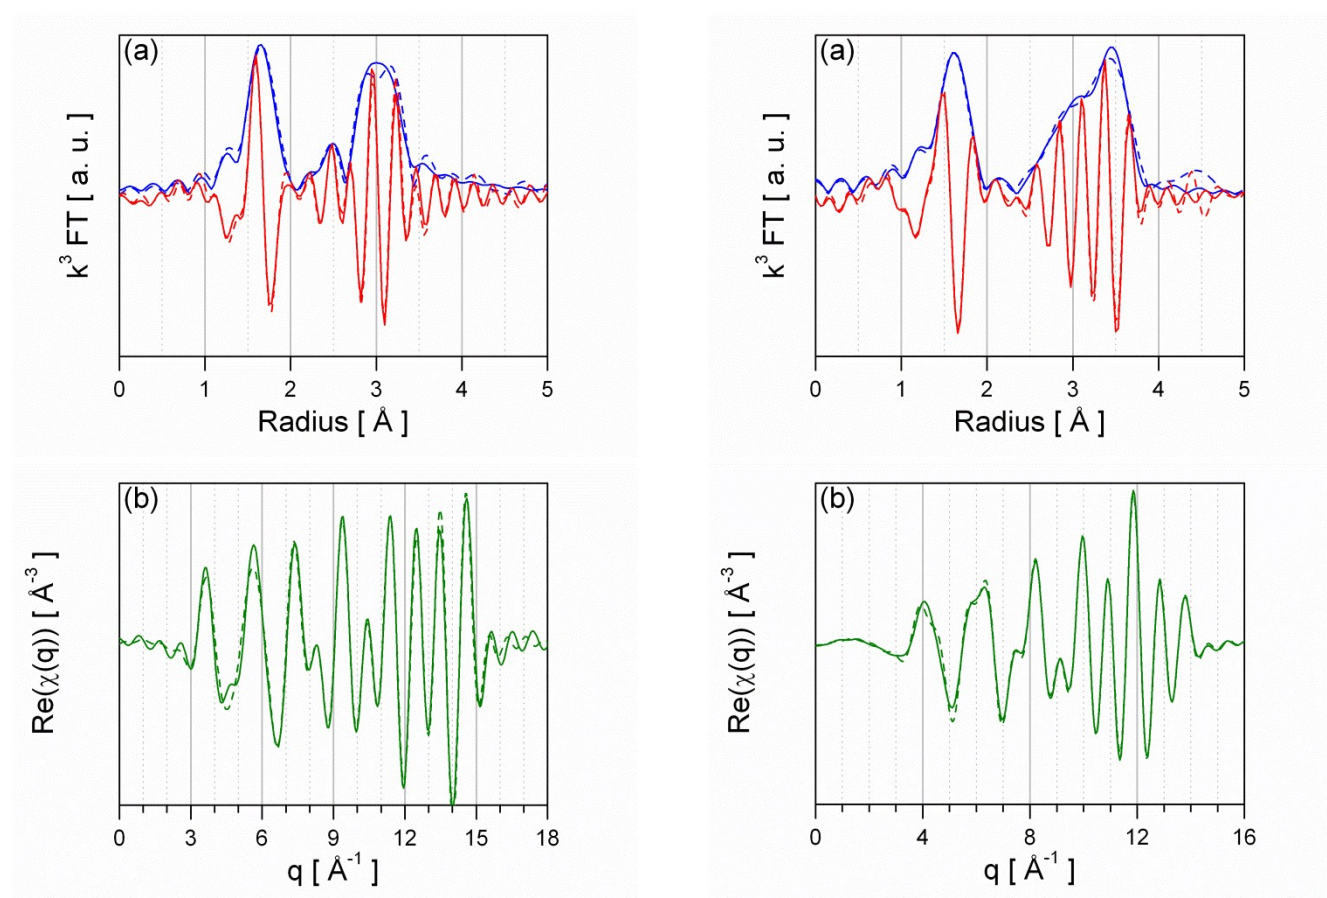 (a)
k³ FT [ a. u. ]
0 1 2 3 4 5
Radius [ Å ]
(a)
k³ FT [ a. u. ]
0 1 2 3 4 5
Radius [ Å ]
(b)
Re(χ(q)) [ Å⁻³ ]
0 3 6 9 12 15 18
q [ Å⁻¹ ]
(b)
Re(χ(q)) [ Å⁻³ ]
0 4 8 12 16
q [ Å⁻¹ ]